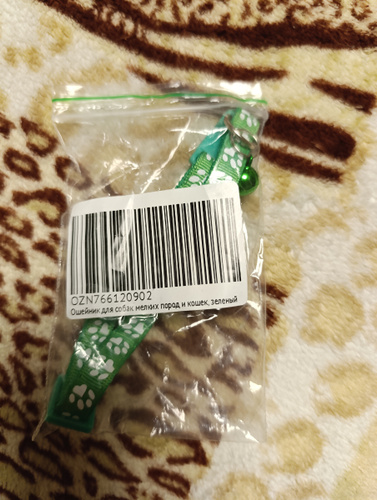 OZN766120902
Ошейник для собак мелких пород и кошек, зеленый